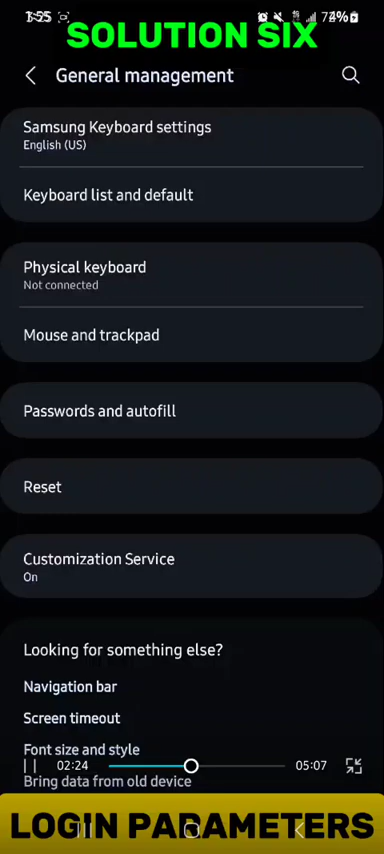 SOLUTION SIX
General management
Samsung Keyboard settings
English (US)
Keyboard list and default
Physical keyboard
Not connected
Mouse and trackpad
Passwords and autofill
Reset
Customization Service
On
Looking for something else?
Navigation bar
Screen timeout
Font size and style
02:24
05:07
Bring data from old device
LOGIN PARAMETERS